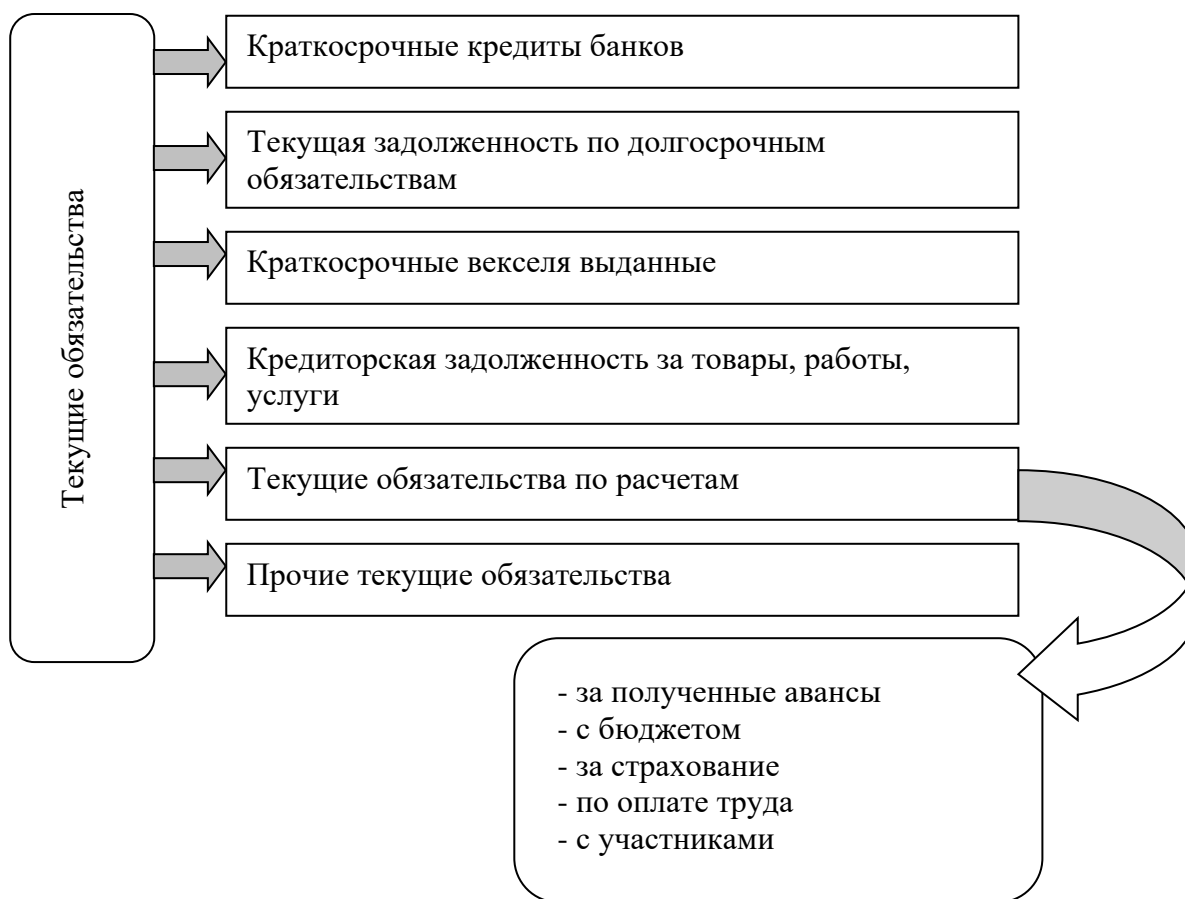 Текущие обязательства
Краткосрочные кредиты банков
Текущая задолженность по долгосрочным
обязательствам
Краткосрочные векселя выданные
Кредиторская задолженность за товары, работы,
услуги
Текущие обязательства по расчетам
Прочие текущие обязательства
- за полученные авансы
- с бюджетом
- за страхование
- по оплате труда
- с участниками